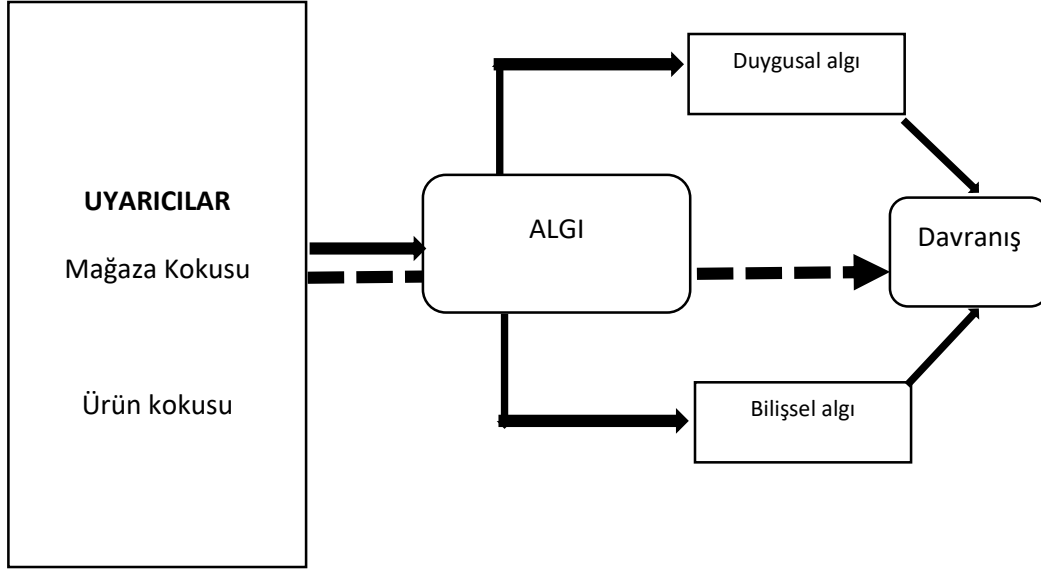 UYARICILAR
Mağaza Kokusu
Ürün kokusu
ALGI
Duygusal algı
Bilişsel algı
Davranış